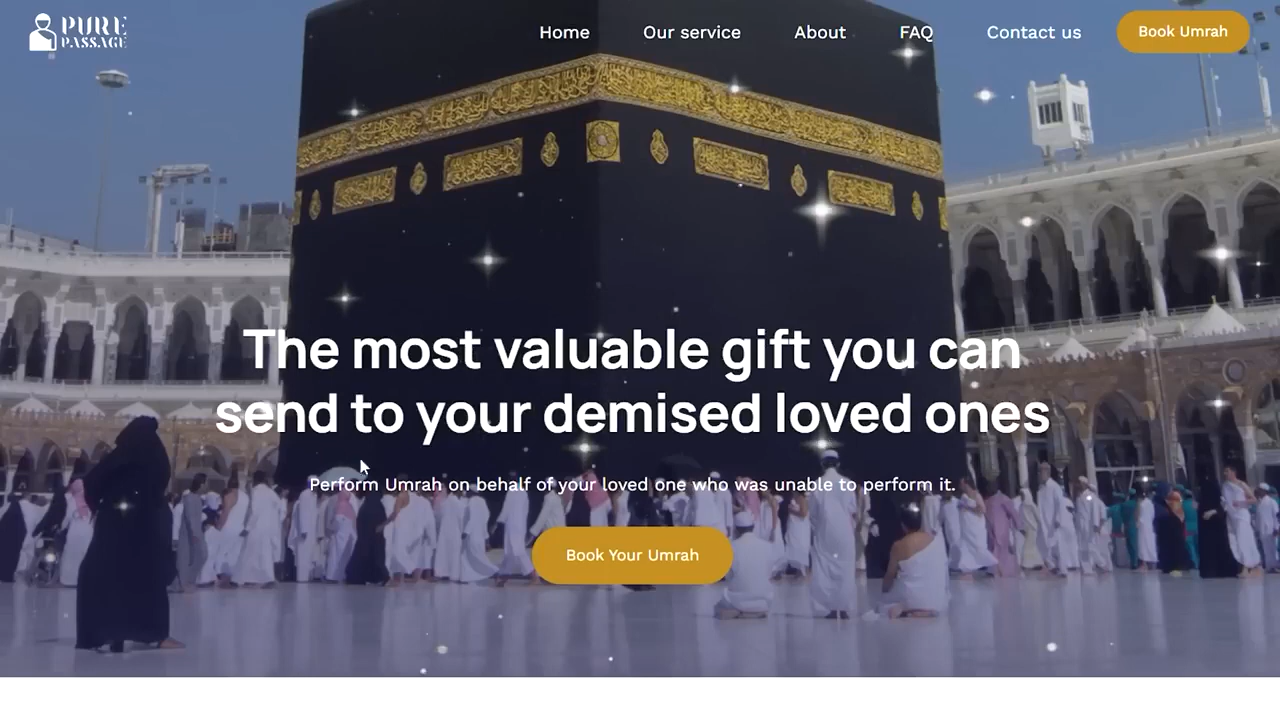 PURE
PASSAGE
Home
Our service
About
FAQ
Contact us
Book Umrah
The most valuable gift you can
send to your demised loved ones
Perform Umrah on behalf of your loved one who was unable to perform it.
Book Your Umrah